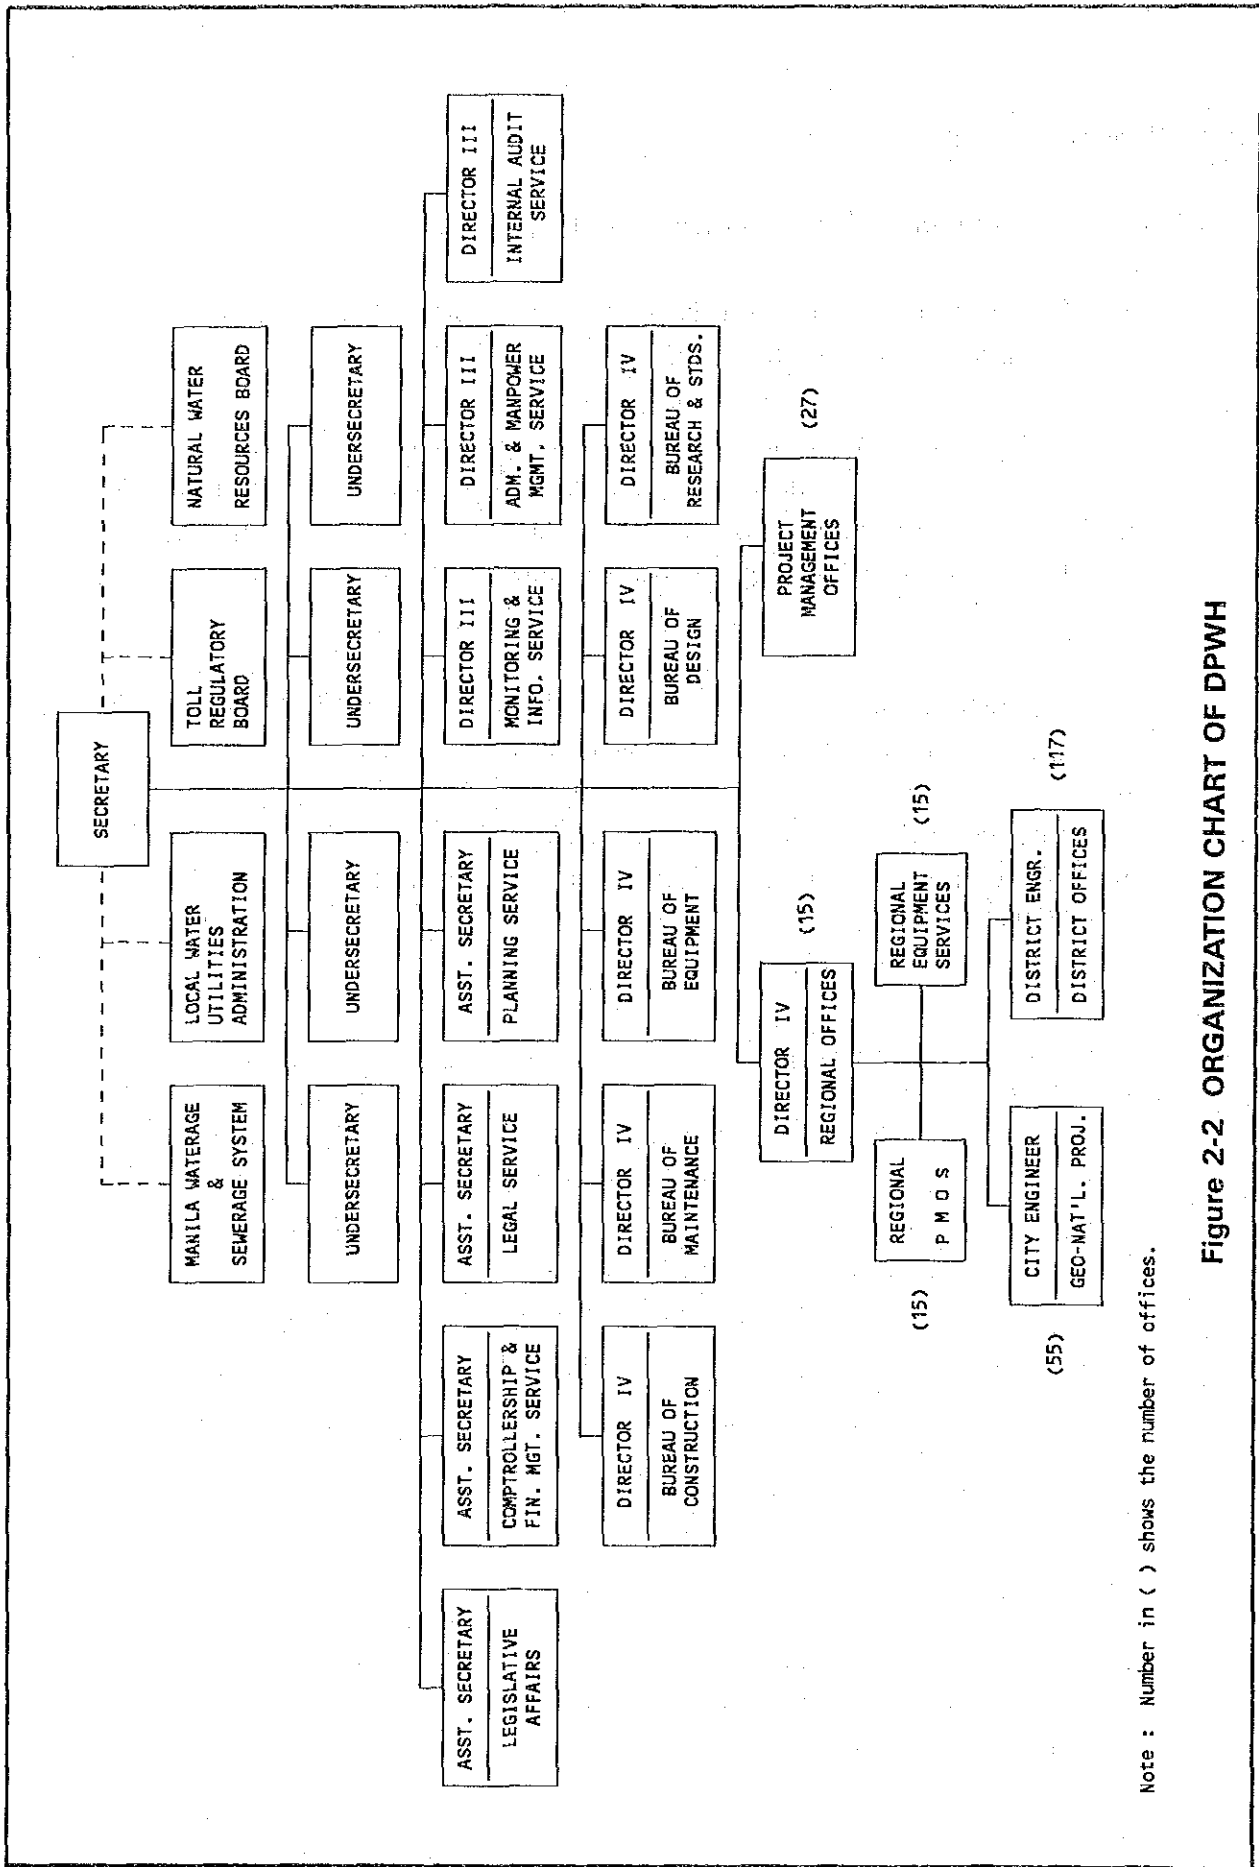 SECRETARY
MANILA WATERAGE
&
SEWERAGE SYSTEM
LOCAL WATER
UTILITIES
ADMINISTRATION
TOLL
REGULATORY
BOARD
NATURAL WATER
RESOURCES BOARD
UNDERSECRETARY
UNDERSECRETARY
UNDERSECRETARY
UNDERSECRETARY
ASST. SECRETARY
LEGISLATIVE
AFFAIRS
ASST. SECRETARY
COMPTROLLERSHIP &
FIN. MGT. SERVICE
ASST. SECRETARY
LEGAL SERVICE
ASST. SECRETARY
PLANNING SERVICE
DIRECTOR III
MONITORING &
INFO. SERVICE
DIRECTOR III
ADM. & MANPOWER
MGMT. SERVICE
DIRECTOR III
INTERNAL AUDIT
SERVICE
DIRECTOR IV
BUREAU OF
CONSTRUCTION
DIRECTOR IV
BUREAU OF
MAINTENANCE
DIRECTOR IV
BUREAU OF
EQUIPMENT
DIRECTOR IV
BUREAU OF
DESIGN
DIRECTOR IV
BUREAU OF
RESEARCH & STDS.
DIRECTOR IV
REGIONAL OFFICES
(15)
PROJECT
MANAGEMENT
OFFICES
(27)
(15)
REGIONAL
P M O S
REGIONAL
EQUIPMENT
SERVICES
(15)
(55)
CITY ENGINEER
GEO-NAT'L. PROJ.
DISTRICT ENGR.
DISTRICT OFFICES
(117)
Note : Number in ( ) shows the number of offices.
Figure 2-2 ORGANIZATION CHART OF DPWH